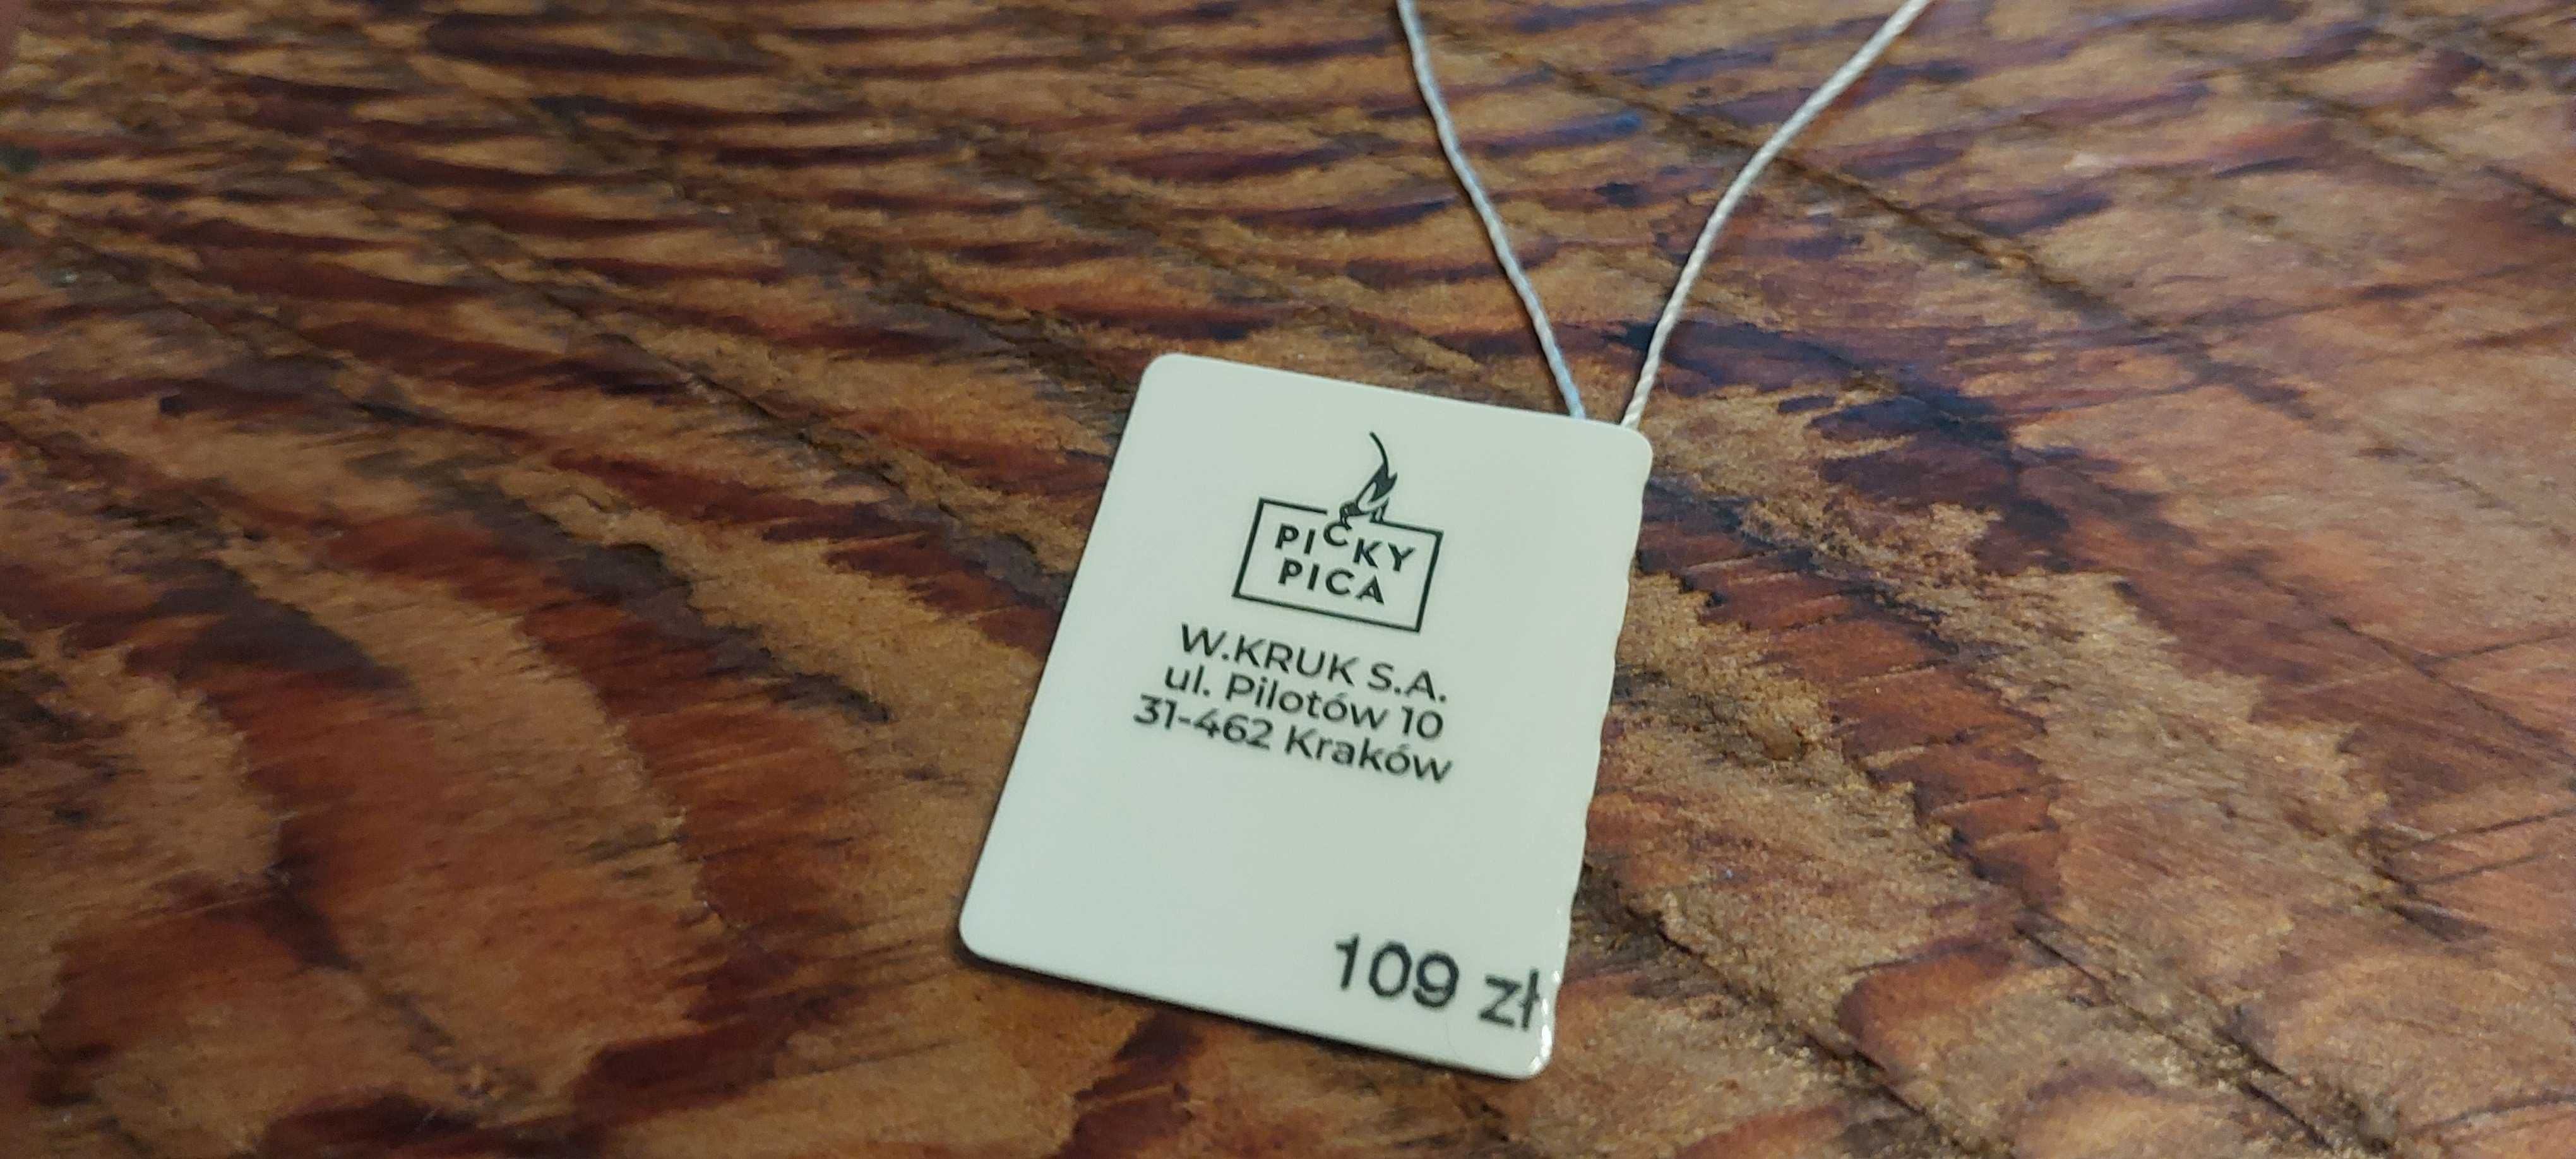 PICKY
PICA
W.KRUK S.A.
ul. Pilotów 10
31-462 Kraków
109 zł